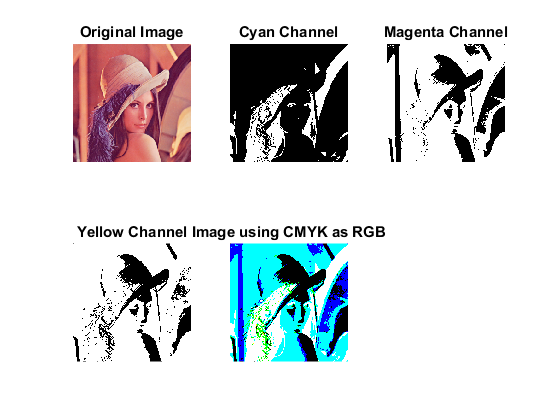 Original Image
Cyan Channel
Magenta Channel
Yellow Channel
Image using CMYK as RGB